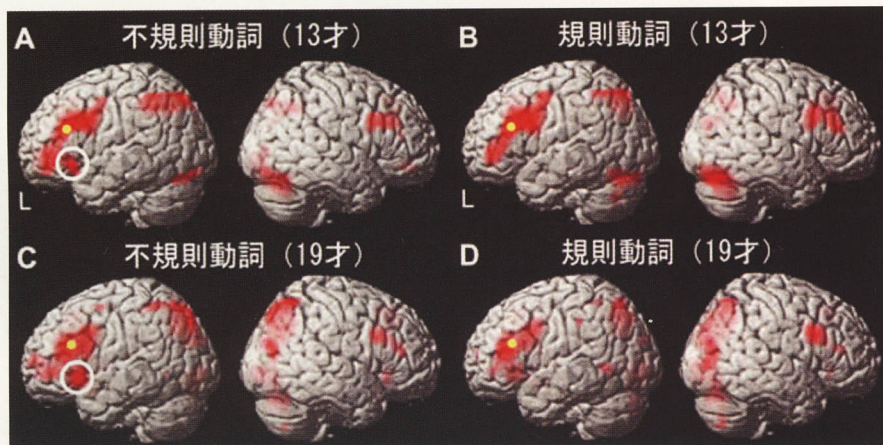 A 不規則動詞（13才）
B 規則動詞（13才）
L
L
C 不規則動詞（19才）
D 規則動詞（19才）